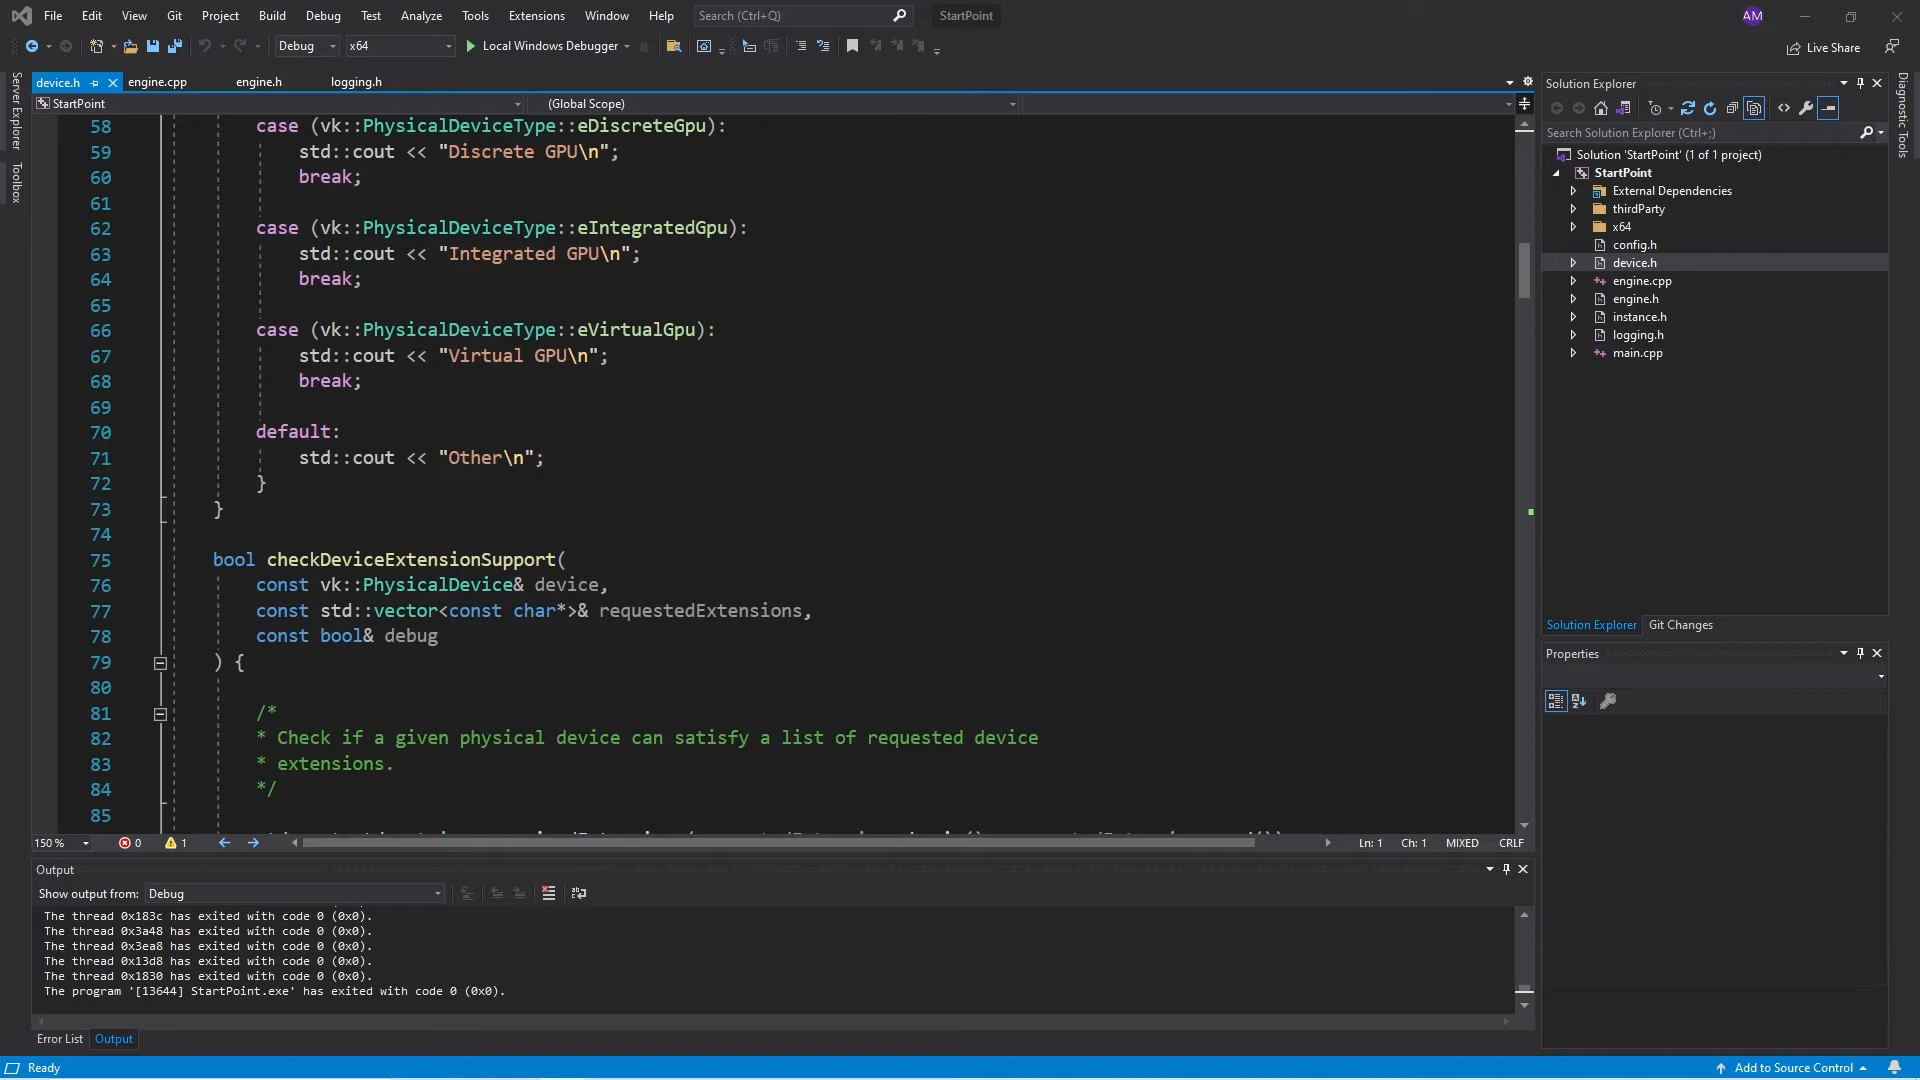 File Edit View Git Project Build Debug Test Analyze Tools Extensions Window Help Search (Ctrl+Q) StartPoint AM
Debug x64 Local Windows Debugger Live Share
Server Explorer
Toolbox
device.h engine.cpp engine.h logging.h
StartPoint (Global Scope)
58 case (vk::PhysicalDeviceType::eDiscreteGpu):
59 std::cout << "Discrete GPU\n";
60 break;
61
62 case (vk::PhysicalDeviceType::eIntegratedGpu):
63 std::cout << "Integrated GPU\n";
64 break;
65
66 case (vk::PhysicalDeviceType::eVirtualGpu):
67 std::cout << "Virtual GPU\n";
68 break;
69
70 default:
71 std::cout << "Other\n";
72 }
73 }
74
75 bool checkDeviceExtensionSupport(
76 const vk::PhysicalDevice& device,
77 const std::vector<const char*>& requestedExtensions,
78 const bool& debug
79 ) {
80
81 /*
82 * Check if a given physical device can satisfy a list of requested device
83 * extensions.
84 */
85
150 % 0 1 Ln: 1 Ch: 1 MIXED CRLF
Output
Show output from: Debug
The thread 0x183c has exited with code 0 (0x0).
The thread 0x3a48 has exited with code 0 (0x0).
The thread 0x3ea8 has exited with code 0 (0x0).
The thread 0x13d8 has exited with code 0 (0x0).
The thread 0x1830 has exited with code 0 (0x0).
The program '[13644] StartPoint.exe' has exited with code 0 (0x0).
Error List Output
Solution Explorer
Search Solution Explorer (Ctrl+;)
Solution 'StartPoint' (1 of 1 project)
StartPoint
External Dependencies
thirdParty
x64
config.h
device.h
engine.cpp
engine.h
instance.h
logging.h
main.cpp
Solution Explorer Git Changes
Properties
Diagnostic Tools
Ready Add to Source Control